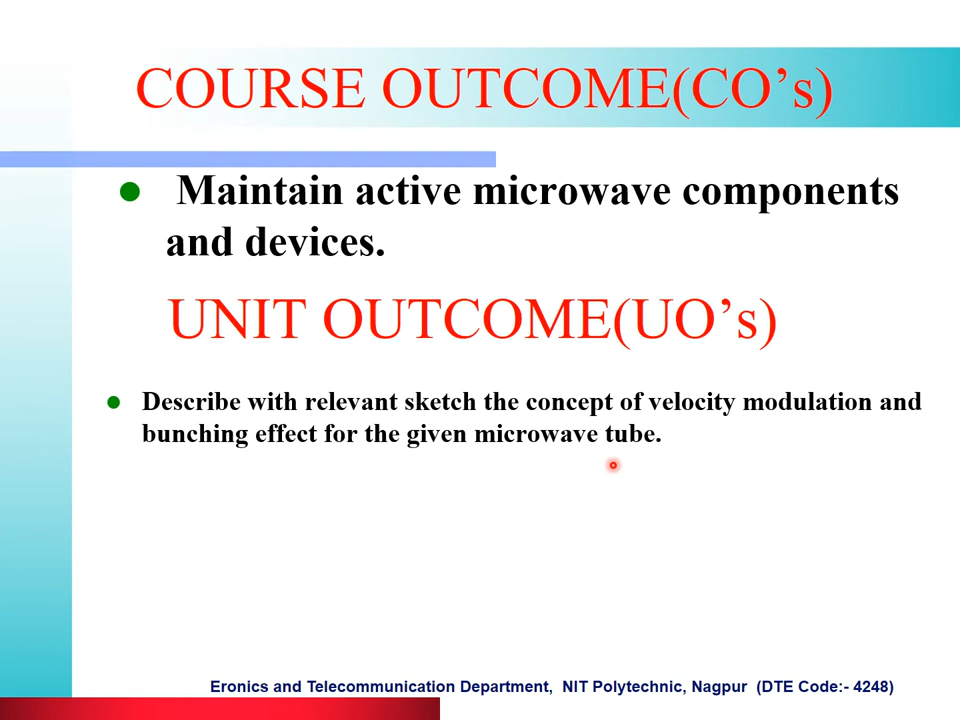 COURSE OUTCOME(CO’s)
Maintain active microwave components
and devices.
UNIT OUTCOME(UO’s)
Describe with relevant sketch the concept of velocity modulation and
bunching effect for the given microwave tube.
Eronics and Telecommunication Department, NIT Polytechnic, Nagpur (DTE Code:- 4248)